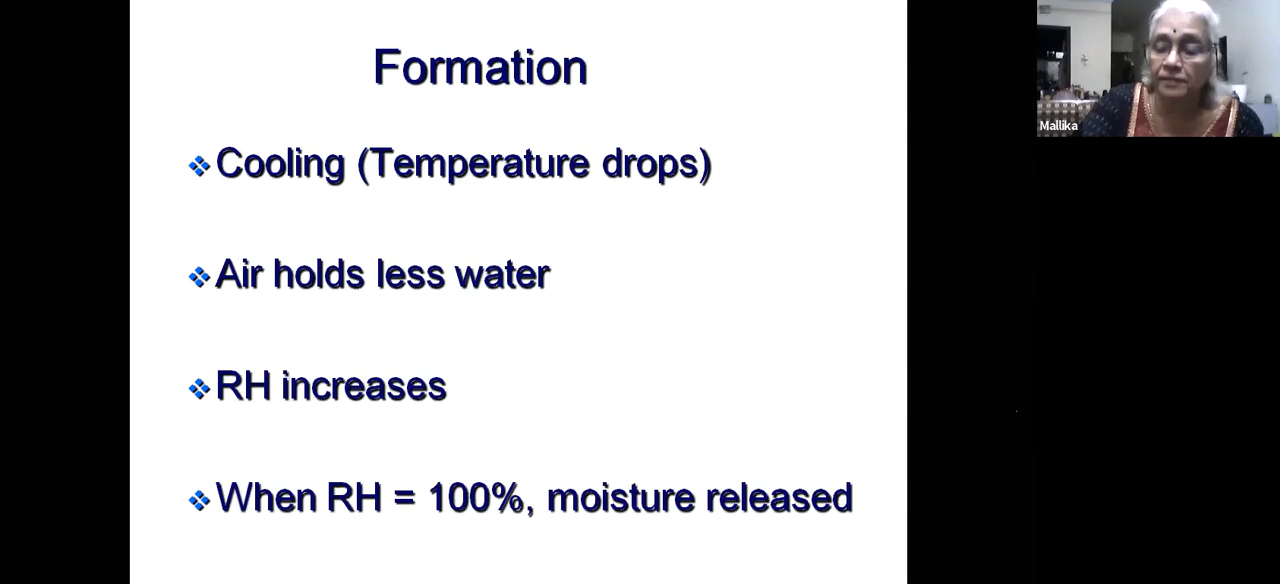 Formation
Cooling (Temperature drops)
Air holds less water
RH increases
When RH = 100%, moisture released
Mallika